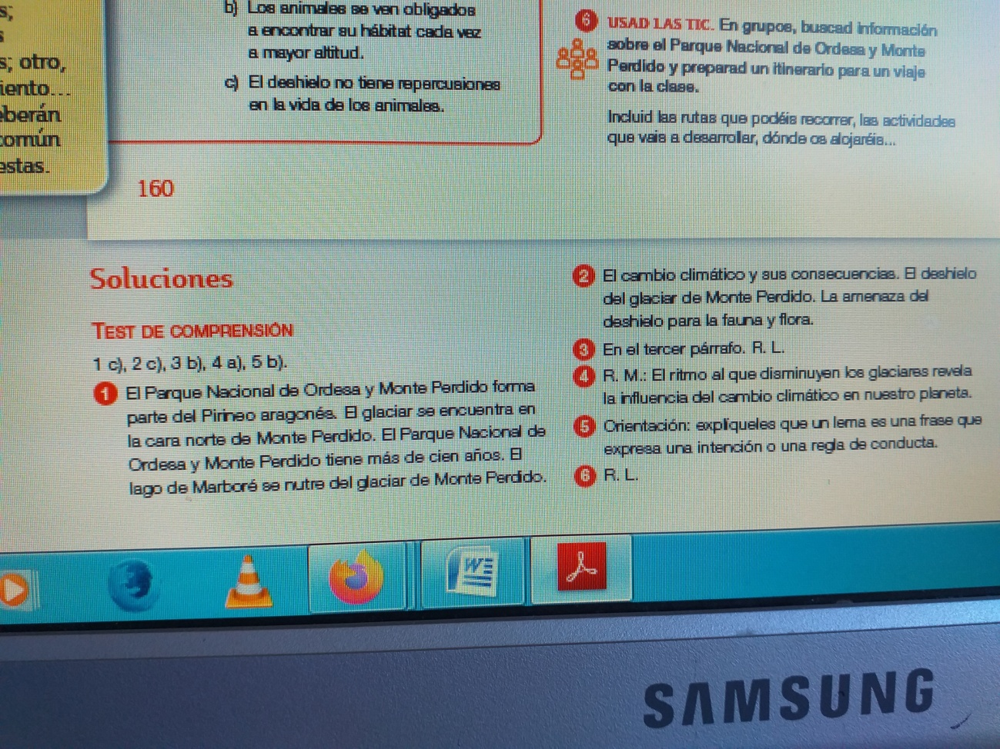 s;
s
s; otro,
iento...
eberán
común
estas.
b) Los animales se ven obligados
a encontrar su hábitat cada vez
a mayor altitud.
c) El deshielo no tiene repercusiones
en la vida de los animales.
160
6 USAD LAS TIC. En grupos, buscad información
sobre el Parque Nacional de Ordesa y Monte
Perdido y preparad un itinerario para un viaje
con la clase.
Incluid las rutas que podéis recorrer, las actividades
que vais a desarrollar, dónde os alojaréis...
Soluciones
TEST DE COMPRENSIÓN
1 c), 2 c), 3 b), 4 a), 5 b).
1 El Parque Nacional de Ordesa y Monte Perdido forma
parte del Pirineo aragonés. El glaciar se encuentra en
la cara norte de Monte Perdido. El Parque Nacional de
Ordesa y Monte Perdido tiene más de cien años. El
lago de Marboré se nutre del glaciar de Monte Perdido.
2 El cambio climático y sus consecuencias. El deshielo
del glaciar de Monte Perdido. La amenaza del
deshielo para la fauna y flora.
3 En el tercer párrafo. R. L.
4 R. M.: El ritmo al que disminuyen los glaciares revela
la influencia del cambio climático en nuestro planeta.
5 Orientación: explíqueles que un lema es una frase que
expresa una intención o una regla de conducta.
6 R. L.
W
SAMSUNG